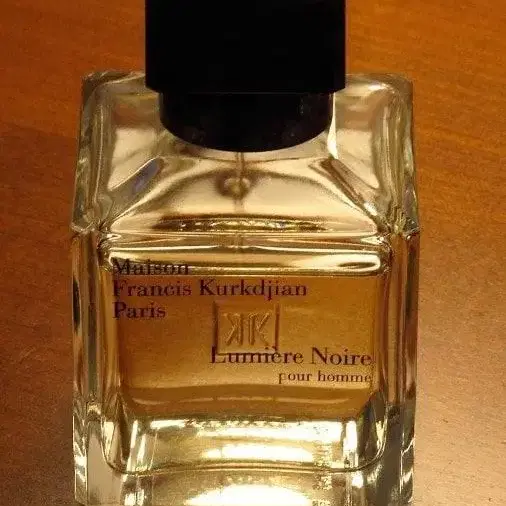 Maison
Francis Kurkdjian
Paris
Lumière Noire
pour homme